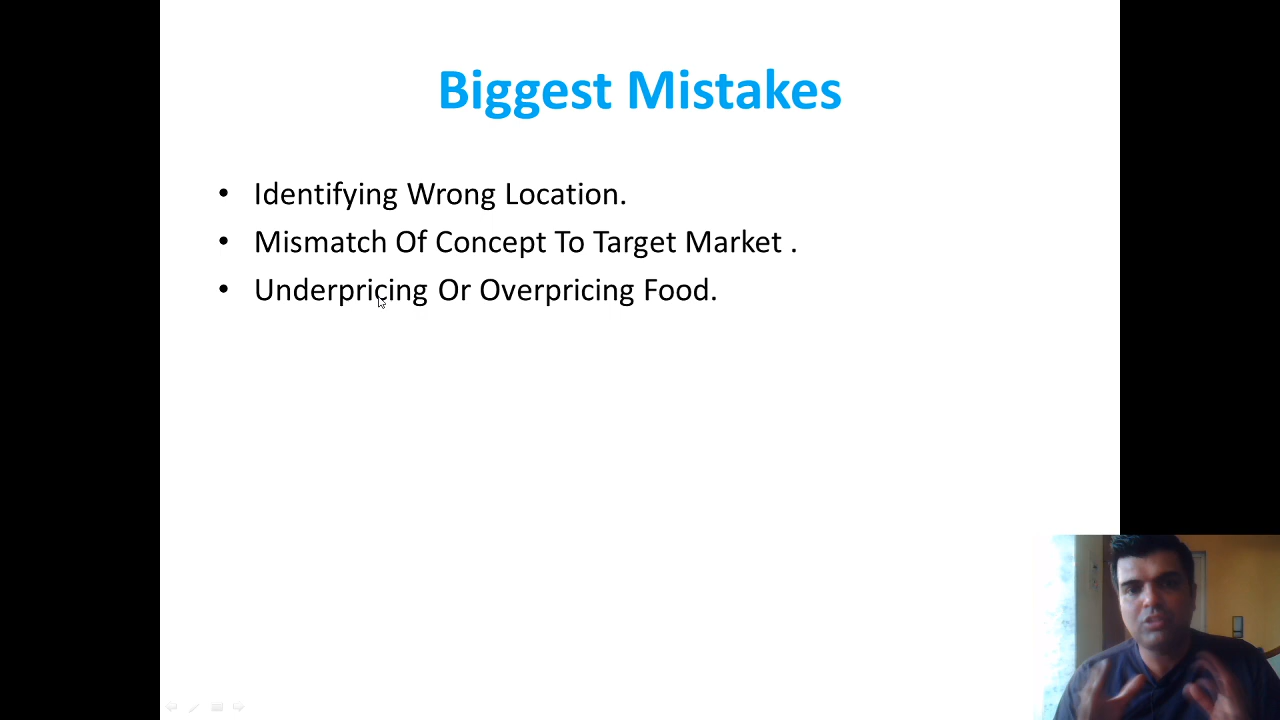 Biggest Mistakes
• Identifying Wrong Location.
• Mismatch Of Concept To Target Market .
• Underpricing Or Overpricing Food.